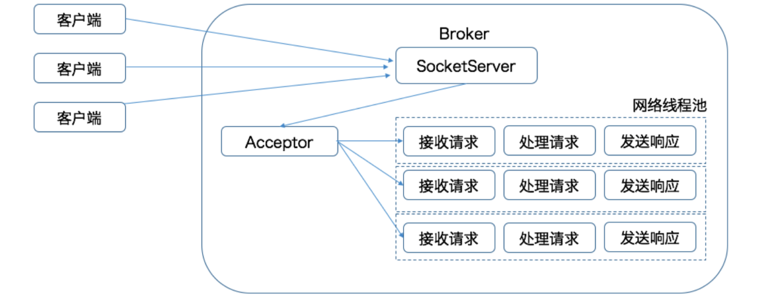 客户端
客户端
客户端
Broker
SocketServer
网络线程池
Acceptor
接收请求 处理请求 发送响应
接收请求 处理请求 发送响应
接收请求 处理请求 发送响应